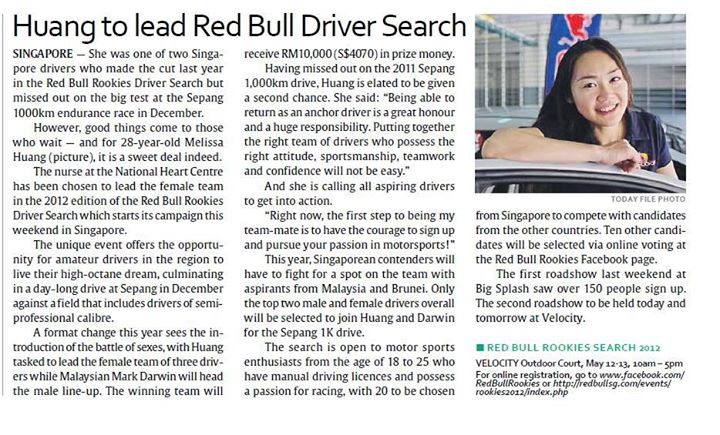 Huang to lead Red Bull Driver Search
SINGAPORE — She was one of two Singa-
pore drivers who made the cut last year
in the Red Bull Rookies Driver Search but
missed out on the big test at the Sepang
1000km endurance race in December.
However, good things come to those
who wait — and for 28-year-old Melissa
Huang (picture), it is a sweet deal indeed.
The nurse at the National Heart Centre
has been chosen to lead the female team
in the 2012 edition of the Red Bull Rookies
Driver Search which starts its campaign this
weekend in Singapore.
The unique event offers the opportu-
nity for amateur drivers in the region to
live their high-octane dream, culminating
in a day-long drive at Sepang in December
against a field that includes drivers of semi-
professional calibre.
A format change this year sees the in-
troduction of the battle of sexes, with Huang
tasked to lead the female team of three driv-
ers while Malaysian Mark Darwin will head
the male line-up. The winning team will
receive RM10,000 (S$4070) in prize money.
Having missed out on the 2011 Sepang
1,000km drive, Huang is elated to be given
a second chance. She said: “Being able to
return as an anchor driver is a great honour
and a huge responsibility. Putting together
the right team of drivers who possess the
right attitude, sportsmanship, teamwork
and confidence will not be easy.”
And she is calling all aspiring drivers
to get into action.
“Right now, the first step to being my
team-mate is to have the courage to sign up
and pursue your passion in motorsports!”
This year, Singaporean contenders will
have to fight for a spot on the team with
aspirants from Malaysia and Brunei. Only
the top two male and female drivers overall
will be selected to join Huang and Darwin
for the Sepang 1K drive.
The search is open to motor sports
enthusiasts from the age of 18 to 25 who
have manual driving licences and possess
a passion for racing, with 20 to be chosen
TODAY FILE PHOTO
from Singapore to compete with candidates
from the other countries. Ten other candi-
dates will be selected via online voting at
the Red Bull Rookies Facebook page.
The first roadshow last weekend at
Big Splash saw over 150 people sign up.
The second roadshow to be held today and
tomorrow at Velocity.
■ RED BULL ROOKIES SEARCH 2012
VELOCITY Outdoor Court, May 12-13, 10am – 5pm
For online registration, go to www.facebook.com/
RedBullRookies or http://redbullsg.com/events/
rookies2012/index.php